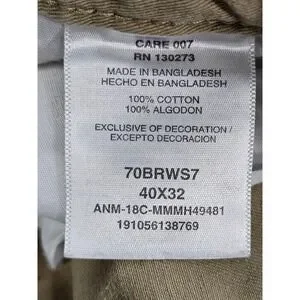 CARE 007
RN 130273
MADE IN BANGLADESH
HECHO EN BANGLADESH
100% COTTON
100% ALGODON
EXCLUSIVE OF DECORATION/
EXCEPTO DECORACION
70BRWS7
40X32
ANM-18C-MMMH49481
191056138769